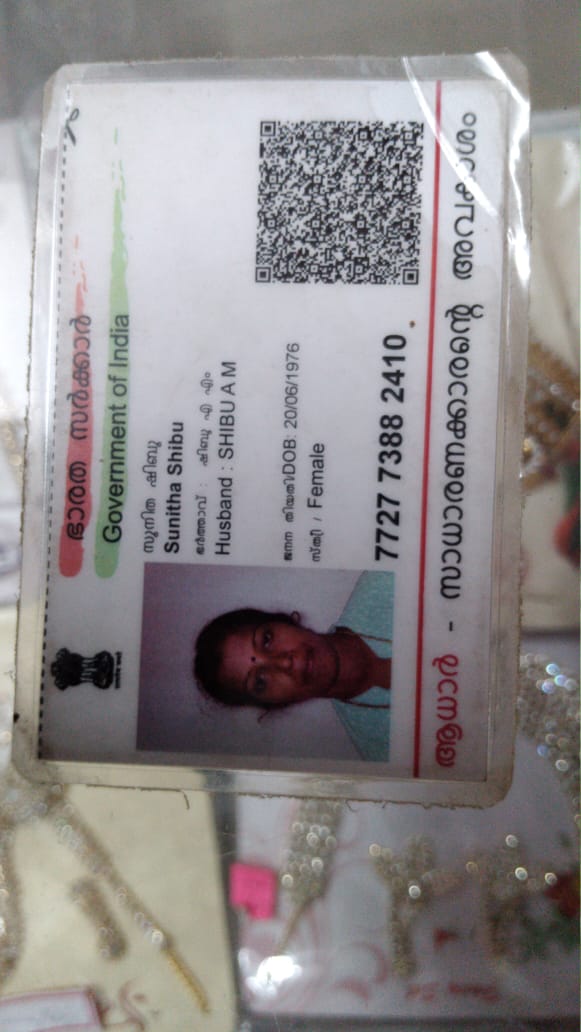 ഭാരത സർക്കാർ
Government of India
സുനിത ഷിബു
Sunitha Shibu
ഭർത്താവ് : ഷിബു എ എം
Husband : SHIBU A M
ജനന തിയതി/DOB: 20/06/1976
സ്ത്രീ / Female
7727 7388 2410
ആധാർ - സാധാരണക്കാരന്റെ അവകാശം